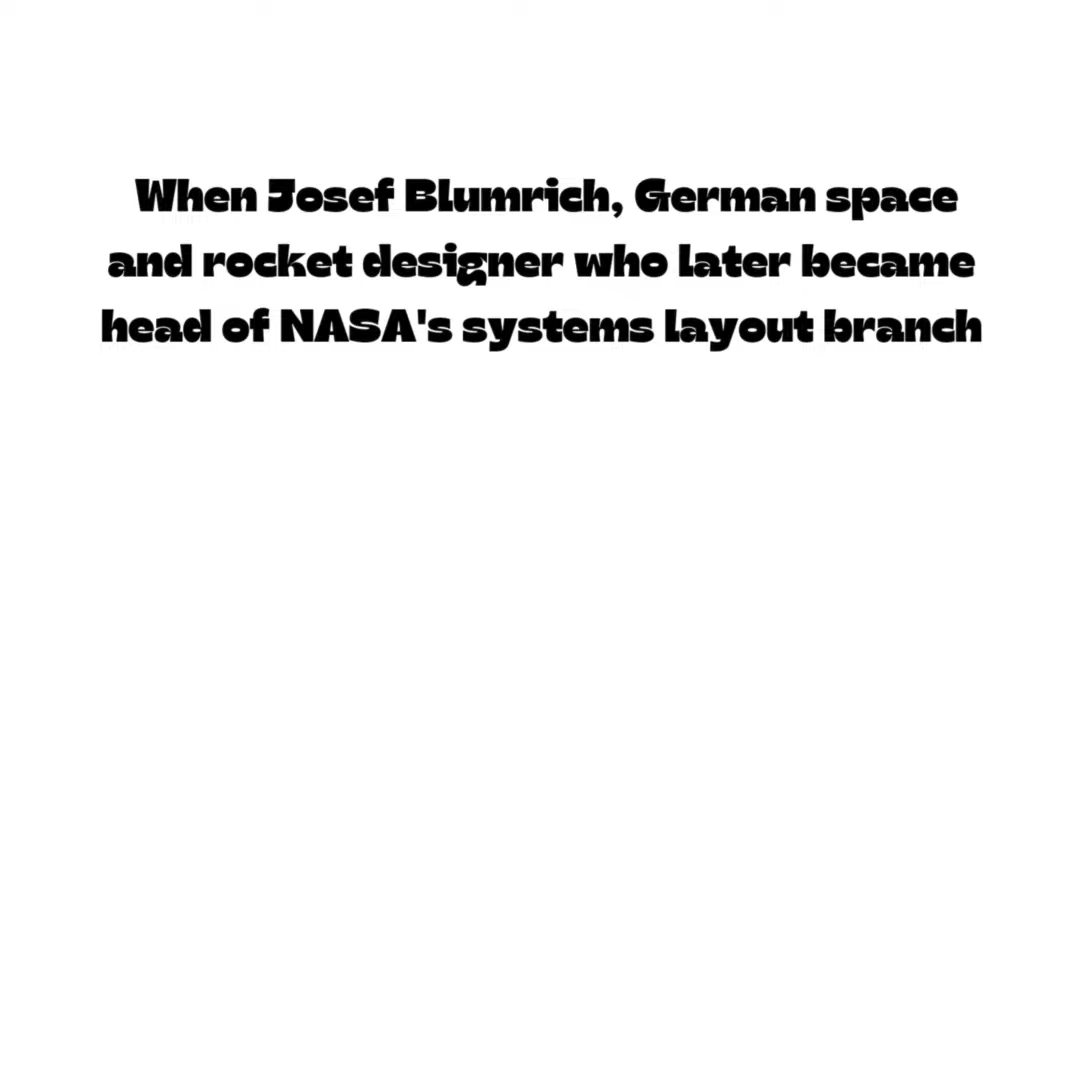 When Josef Blumrich, German space
and rocket designer who later became
head of NASA's systems layout branch